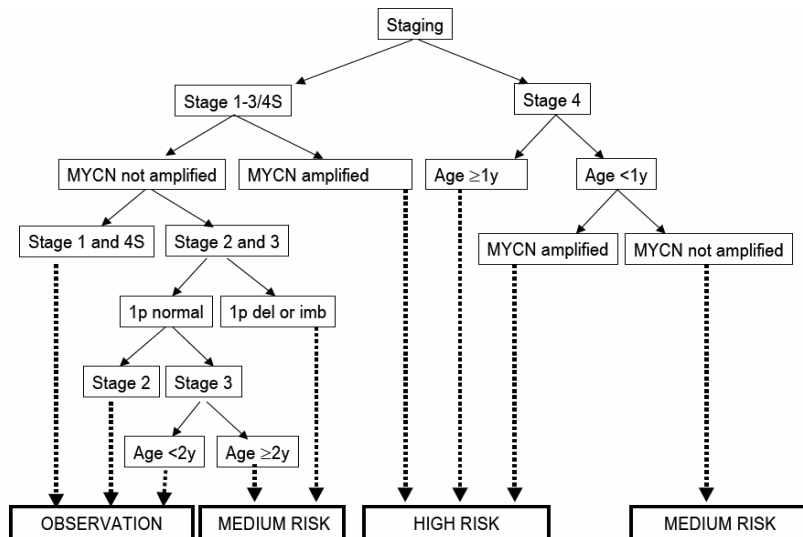 Staging
Stage 1-3/4S
Stage 4
MYCN not amplified
MYCN amplified
Age ≥1y
Age <1y
Stage 1 and 4S
Stage 2 and 3
MYCN amplified
MYCN not amplified
1p normal
1p del or imb
Stage 2
Stage 3
Age <2y
Age ≥2y
OBSERVATION
MEDIUM RISK
HIGH RISK
MEDIUM RISK